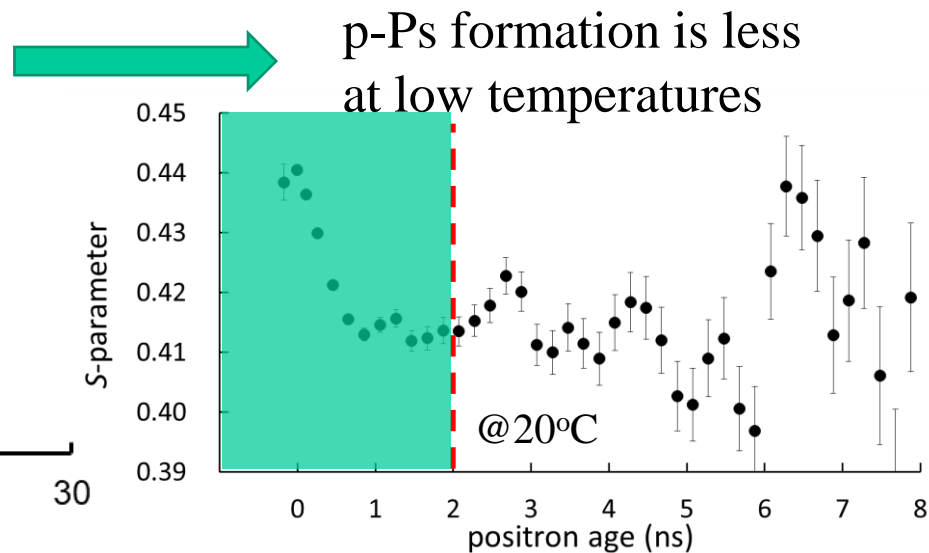 p-Ps formation is less
at low temperatures
0.45
0.44
0.43
0.42
0.41
0.40
0.39
S-parameter
@20°C
30
0 1 2 3 4 5 6 7 8
positron age (ns)